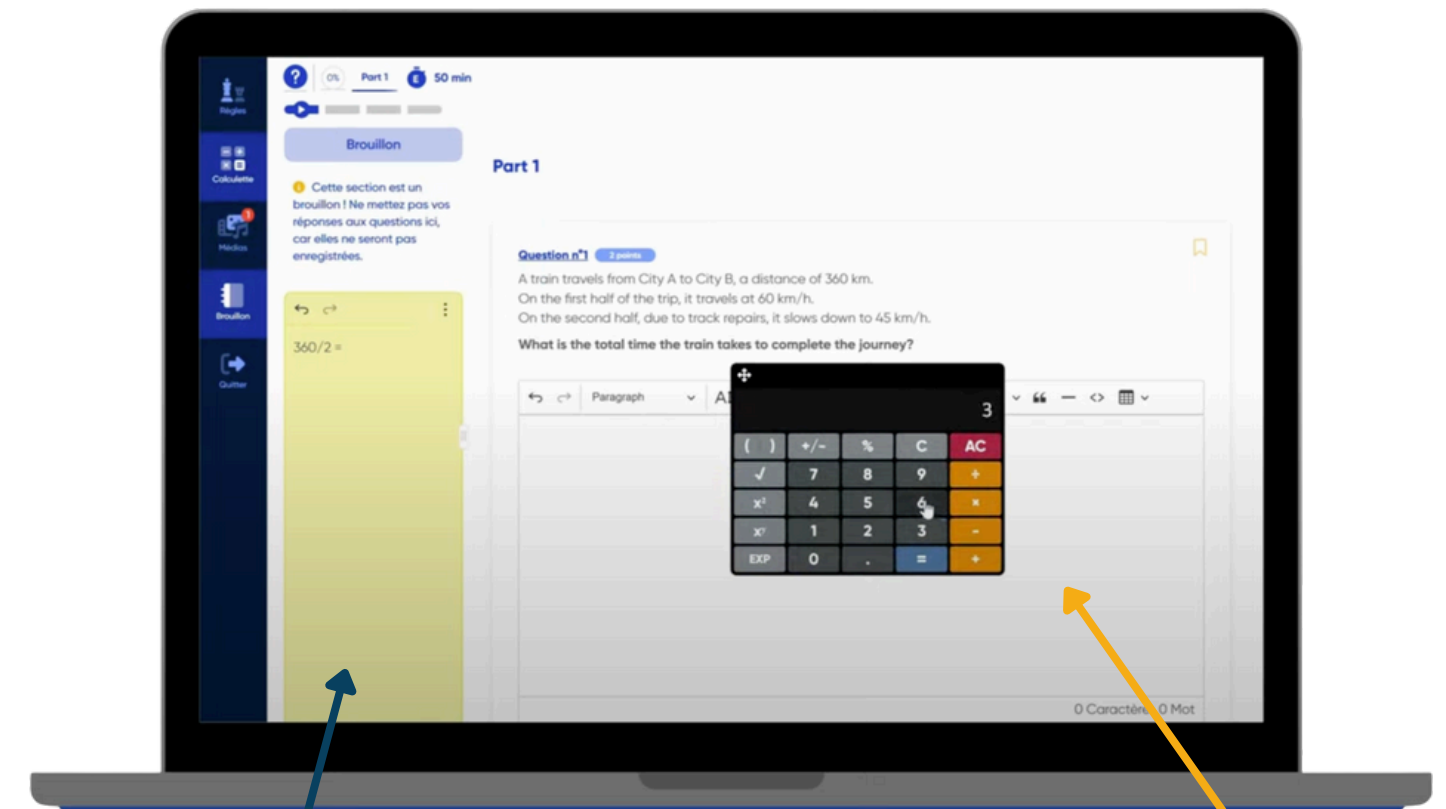 Règles
Calculette
1
Médias
Brouillon
Quitter
?
0%
Part 1
E
50 min
Brouillon
Cette section est un
brouillon ! Ne mettez pas vos
réponses aux questions ici,
car elles ne seront pas
enregistrées.
360/2 =
Part 1
Question n°1
2 points
A train travels from City A to City B, a distance of 360 km.
On the first half of the trip, it travels at 60 km/h.
On the second half, due to track repairs, it slows down to 45 km/h.
What is the total time the train takes to complete the journey?
Paragraph
3
( ) +/- % C AC
√ 7 8 9 ÷
x² 4 5 6 ×
xʸ 1 2 3 -
EXP 0 . = +
0 Mot